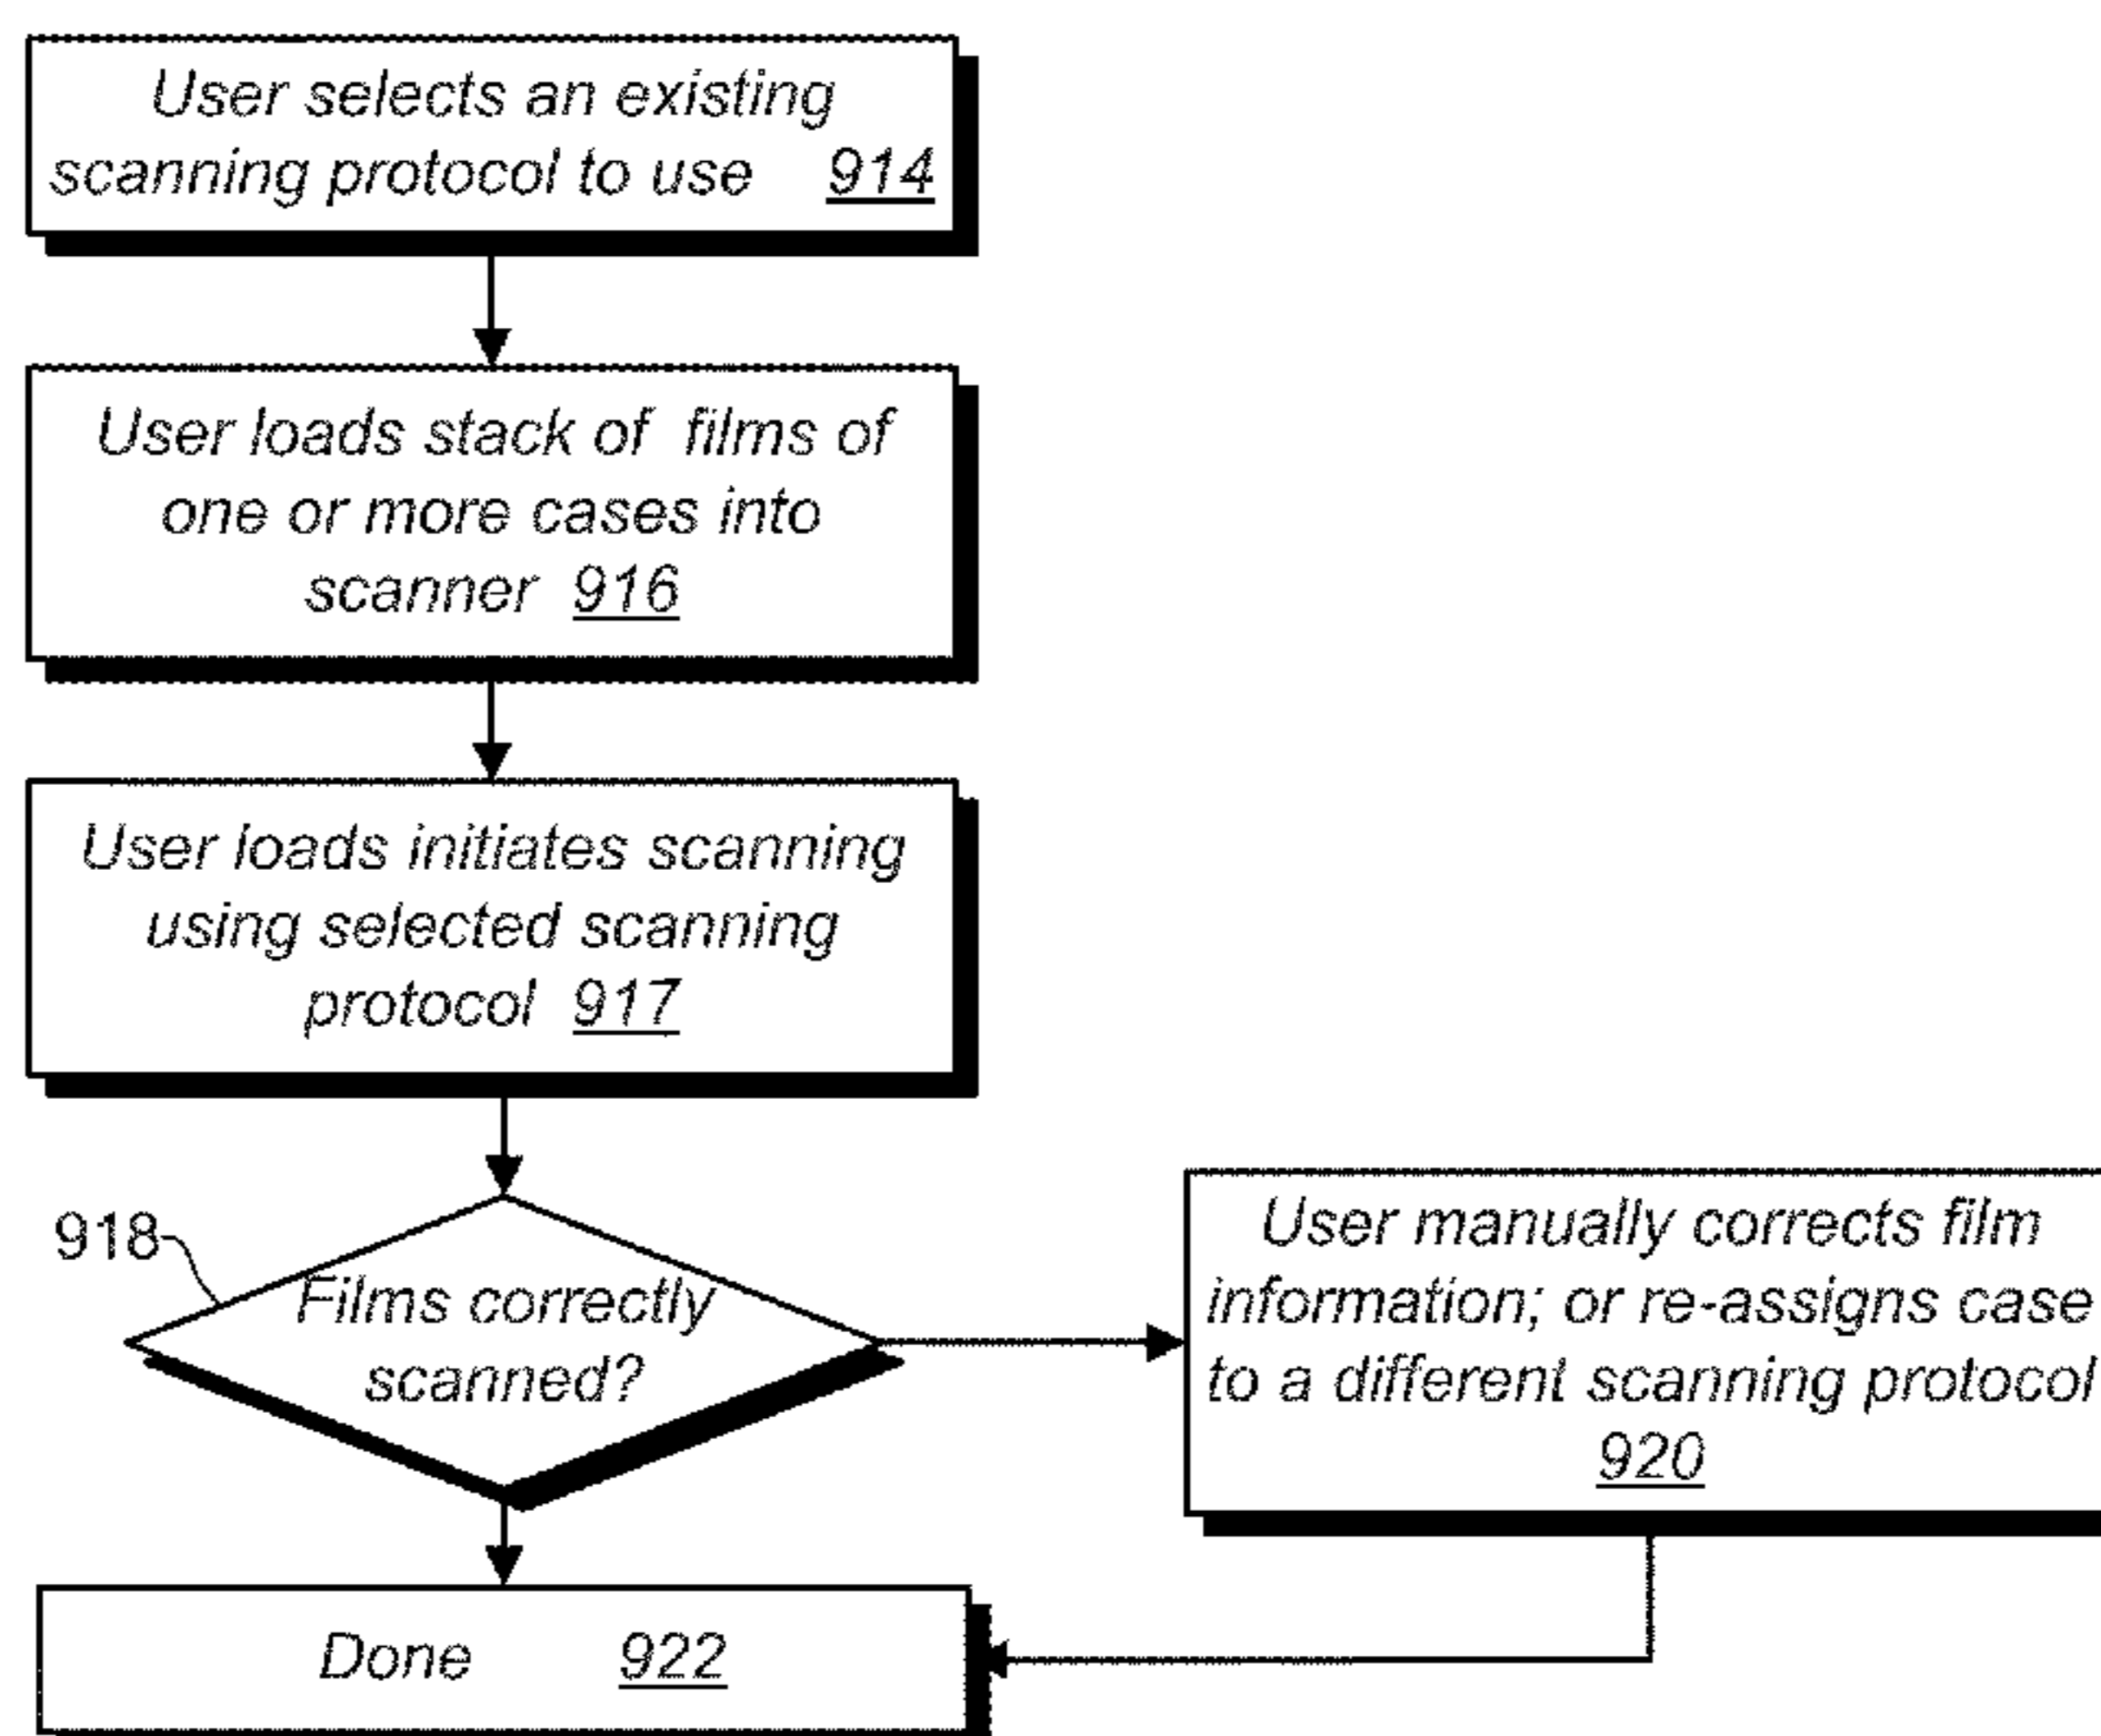 User selects an existing
scanning protocol to use 914
User loads stack of films of
one or more cases into
scanner 916
User loads initiates scanning
using selected scanning
protocol 917
918
Films correctly
scanned?
User manually corrects film
information; or re-assigns case
to a different scanning protocol
920
Done 922